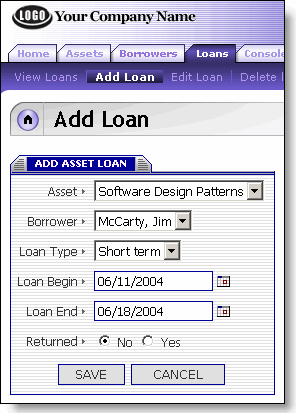 LOGO Your Company Name
Home Assets Borrowers Loans Console
View Loans Add Loan Edit Loan Delete
Add Loan
ADD ASSET LOAN
Asset Software Design Patterns
Borrower McCarty, Jim
Loan Type Short term
Loan Begin 06/11/2004
Loan End 06/18/2004
Returned No Yes
SAVE CANCEL